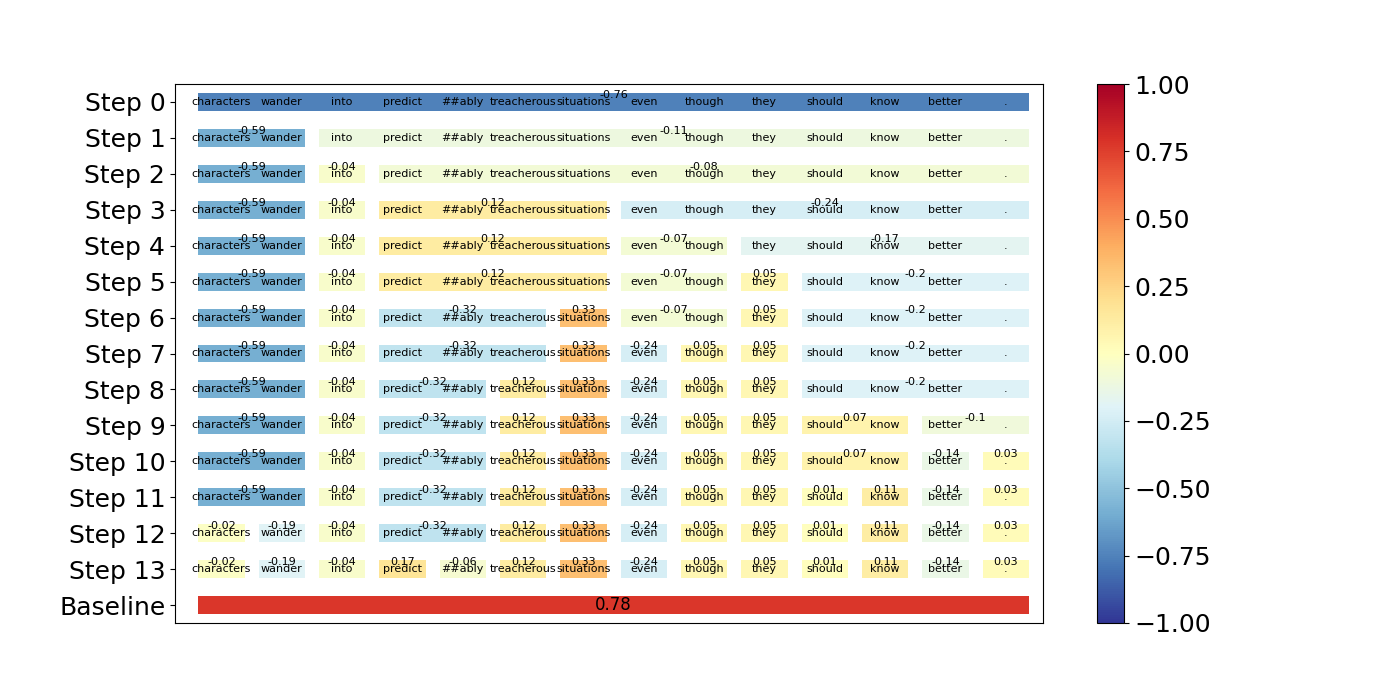 Step 0 characters wander into predict ##ably treacherous situations even though they should know better .
-0.76
Step 1 characters wander into predict ##ably treacherous situations even though they should know better .
-0.59 -0.11
Step 2 characters wander into predict ##ably treacherous situations even though they should know better .
-0.59 -0.04 -0.08
Step 3 characters wander into predict ##ably treacherous situations even though they should know better .
-0.59 -0.04 0.12 -0.24
Step 4 characters wander into predict ##ably treacherous situations even though they should know better .
-0.59 -0.04 0.12 -0.07 -0.17
Step 5 characters wander into predict ##ably treacherous situations even though they should know better .
-0.59 -0.04 0.12 -0.07 0.05 -0.2
Step 6 characters wander into predict ##ably treacherous situations even though they should know better .
-0.59 -0.04 -0.32 0.33 -0.07 0.05 -0.2
Step 7 characters wander into predict ##ably treacherous situations even though they should know better .
-0.59 -0.04 -0.32 0.33 -0.24 0.05 0.05 -0.2
Step 8 characters wander into predict ##ably treacherous situations even though they should know better .
-0.59 -0.04 -0.32 0.12 0.33 -0.24 0.05 0.05 -0.2
Step 9 characters wander into predict ##ably treacherous situations even though they should know better .
-0.59 -0.04 -0.32 0.12 0.33 -0.24 0.05 0.05 0.07 -0.1
Step 10 characters wander into predict ##ably treacherous situations even though they should know better .
-0.59 -0.04 -0.32 0.12 0.33 -0.24 0.05 0.05 0.07 -0.14 0.03
Step 11 characters wander into predict ##ably treacherous situations even though they should know better .
-0.59 -0.04 -0.32 0.12 0.33 -0.24 0.05 0.05 0.01 0.11 -0.14 0.03
Step 12 characters wander into predict ##ably treacherous situations even though they should know better .
-0.02 -0.19 -0.04 -0.32 0.12 0.33 -0.24 0.05 0.05 0.01 0.11 -0.14 0.03
Step 13 characters wander into predict ##ably treacherous situations even though they should know better .
-0.02 -0.19 -0.04 0.17 -0.06 0.12 0.33 -0.24 0.05 0.05 0.01 0.11 -0.14 0.03
Baseline 0.78
1.00
0.75
0.50
0.25
0.00
−0.25
−0.50
−0.75
−1.00